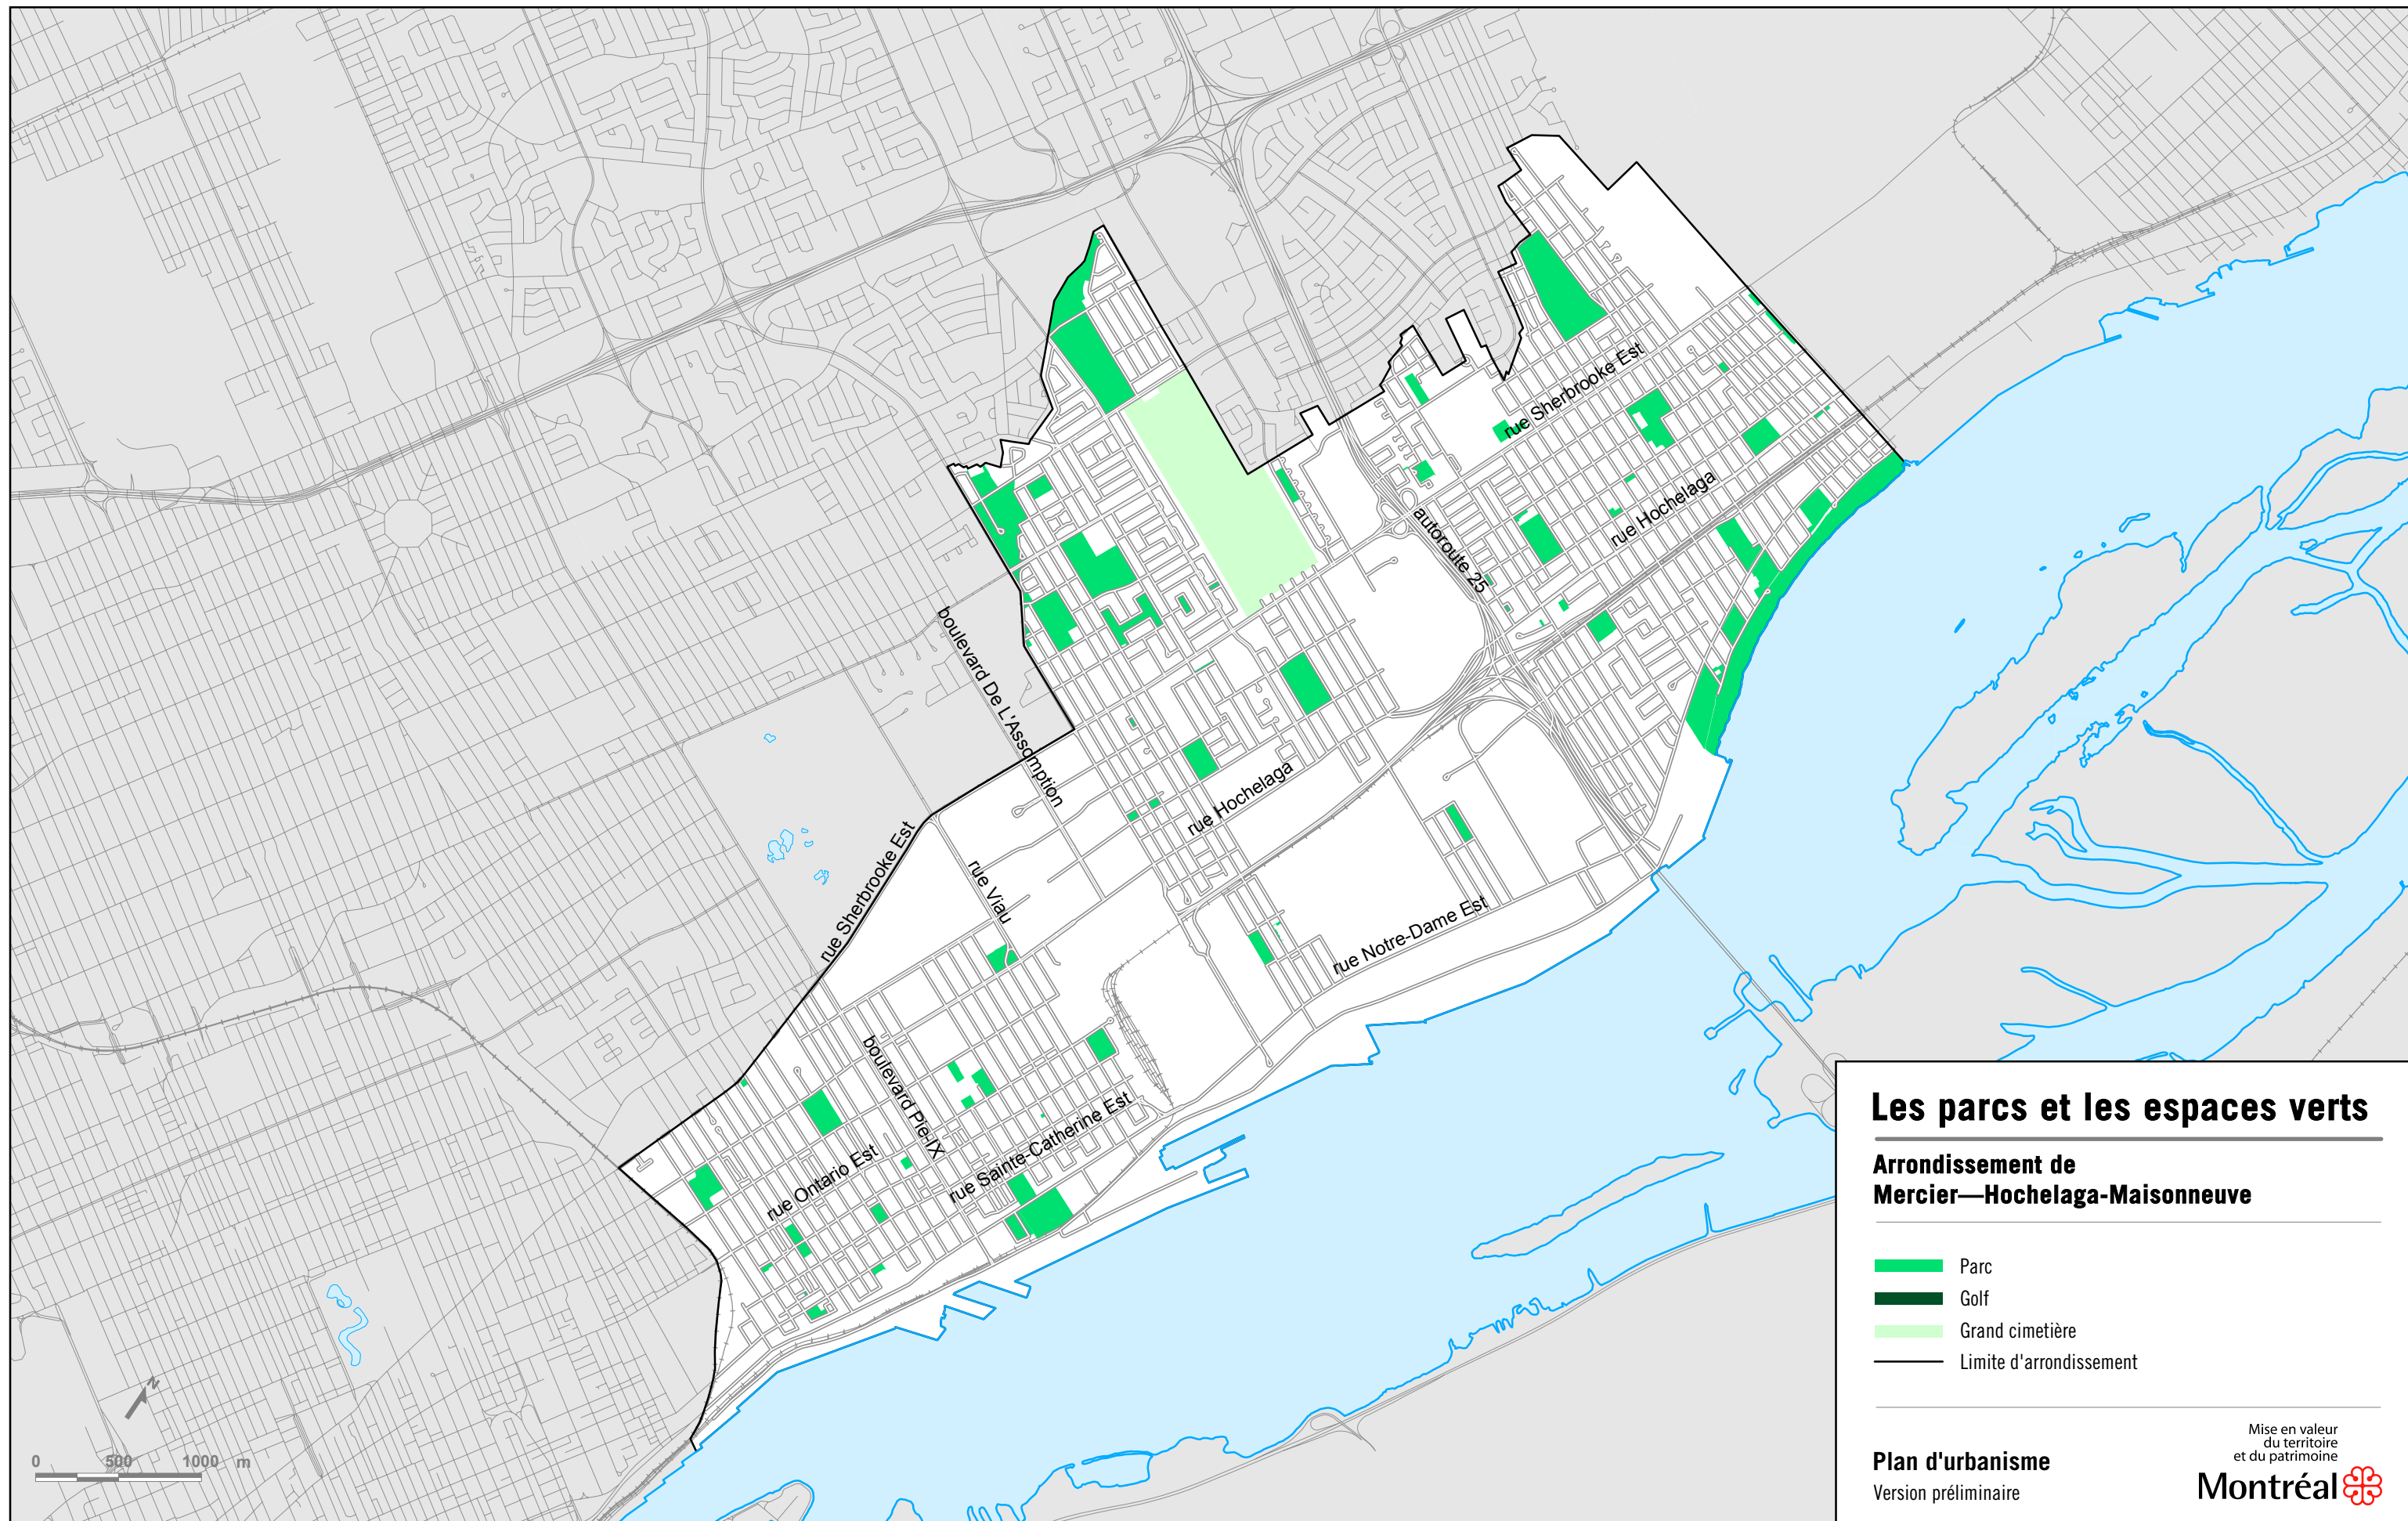 rue Sherbrooke Est
rue Hochelaga
autoroute 25
boulevard De L'Assomption
rue Hochelaga
rue Sherbrooke Est
rue Viau
rue Notre-Dame Est
boulevard Pie-IX
rue Ontario Est
rue Sainte-Catherine Est
N
0 500 1000 m
Les parcs et les espaces verts
Arrondissement de
Mercier—Hochelaga-Maisonneuve
Parc
Golf
Grand cimetière
Limite d'arrondissement
Plan d'urbanisme
Version préliminaire
Mise en valeur
du territoire
et du patrimoine
Montréal